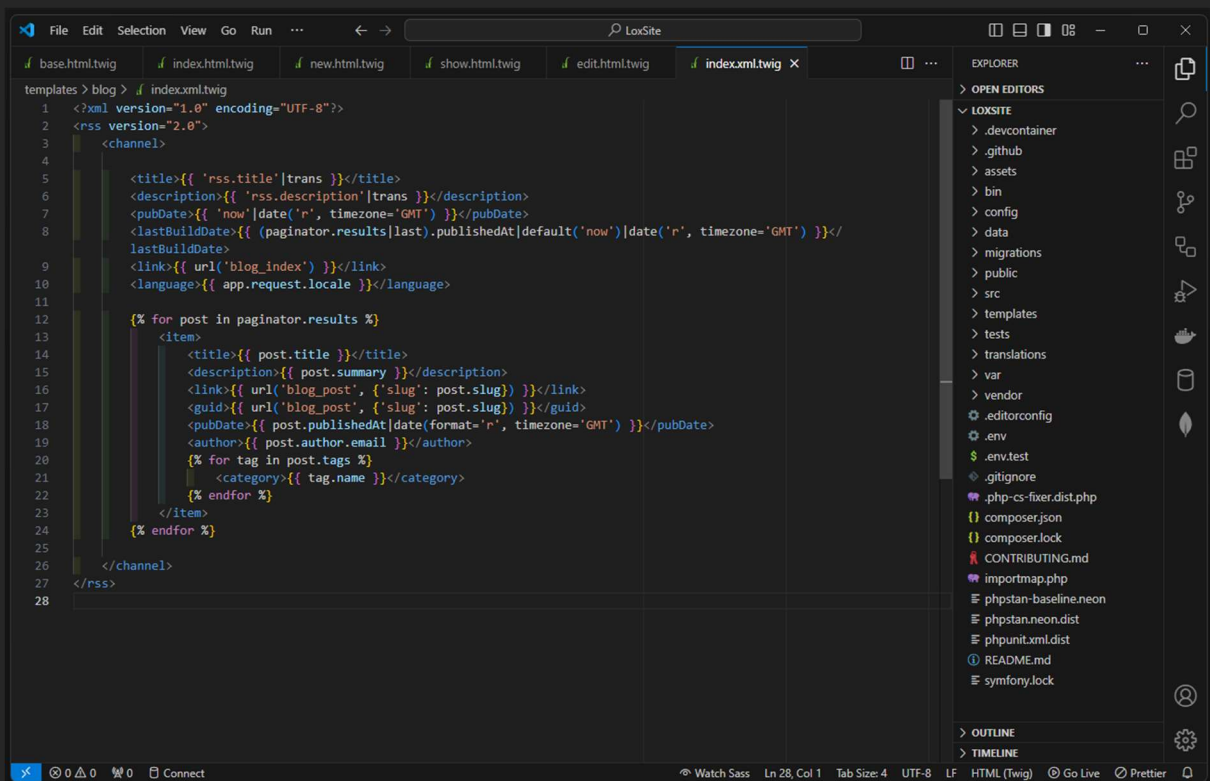 File Edit Selection View Go Run ··· LoxSite
base.html.twig index.html.twig new.html.twig show.html.twig edit.html.twig index.xml.twig
templates > blog > index.xml.twig
1 <?xml version="1.0" encoding="UTF-8"?>
2 <rss version="2.0">
3 <channel>
4
5 <title>{{ 'rss.title'|trans }}</title>
6 <description>{{ 'rss.description'|trans }}</description>
7 <pubDate>{{ 'now'|date('r', timezone='GMT') }}</pubDate>
8 <lastBuildDate>{{ (paginator.results|last).publishedAt|default('now')|date('r', timezone='GMT') }}</
lastBuildDate>
9 <link>{{ url('blog_index') }}</link>
10 <language>{{ app.request.locale }}</language>
11
12 {% for post in paginator.results %}
13 <item>
14 <title>{{ post.title }}</title>
15 <description>{{ post.summary }}</description>
16 <link>{{ url('blog_post', {'slug': post.slug}) }}</link>
17 <guid>{{ url('blog_post', {'slug': post.slug}) }}</guid>
18 <pubDate>{{ post.publishedAt|date(format='r', timezone='GMT') }}</pubDate>
19 <author>{{ post.author.email }}</author>
20 {% for tag in post.tags %}
21 <category>{{ tag.name }}</category>
22 {% endfor %}
23 </item>
24 {% endfor %}
25
26 </channel>
27 </rss>
28
EXPLORER
OPEN EDITORS
LOXSITE
.devcontainer
.github
assets
bin
config
data
migrations
public
src
templates
tests
translations
var
vendor
.editorconfig
.env
.env.test
.gitignore
.php-cs-fixer.dist.php
composer.json
composer.lock
CONTRIBUTING.md
importmap.php
phpstan-baseline.neon
phpstan.neon.dist
phpunit.xml.dist
README.md
symfony.lock
OUTLINE
TIMELINE
0 0 0 Connect Watch Sass Ln 28, Col 1 Tab Size: 4 UTF-8 LF HTML (Twig) Go Live Prettier